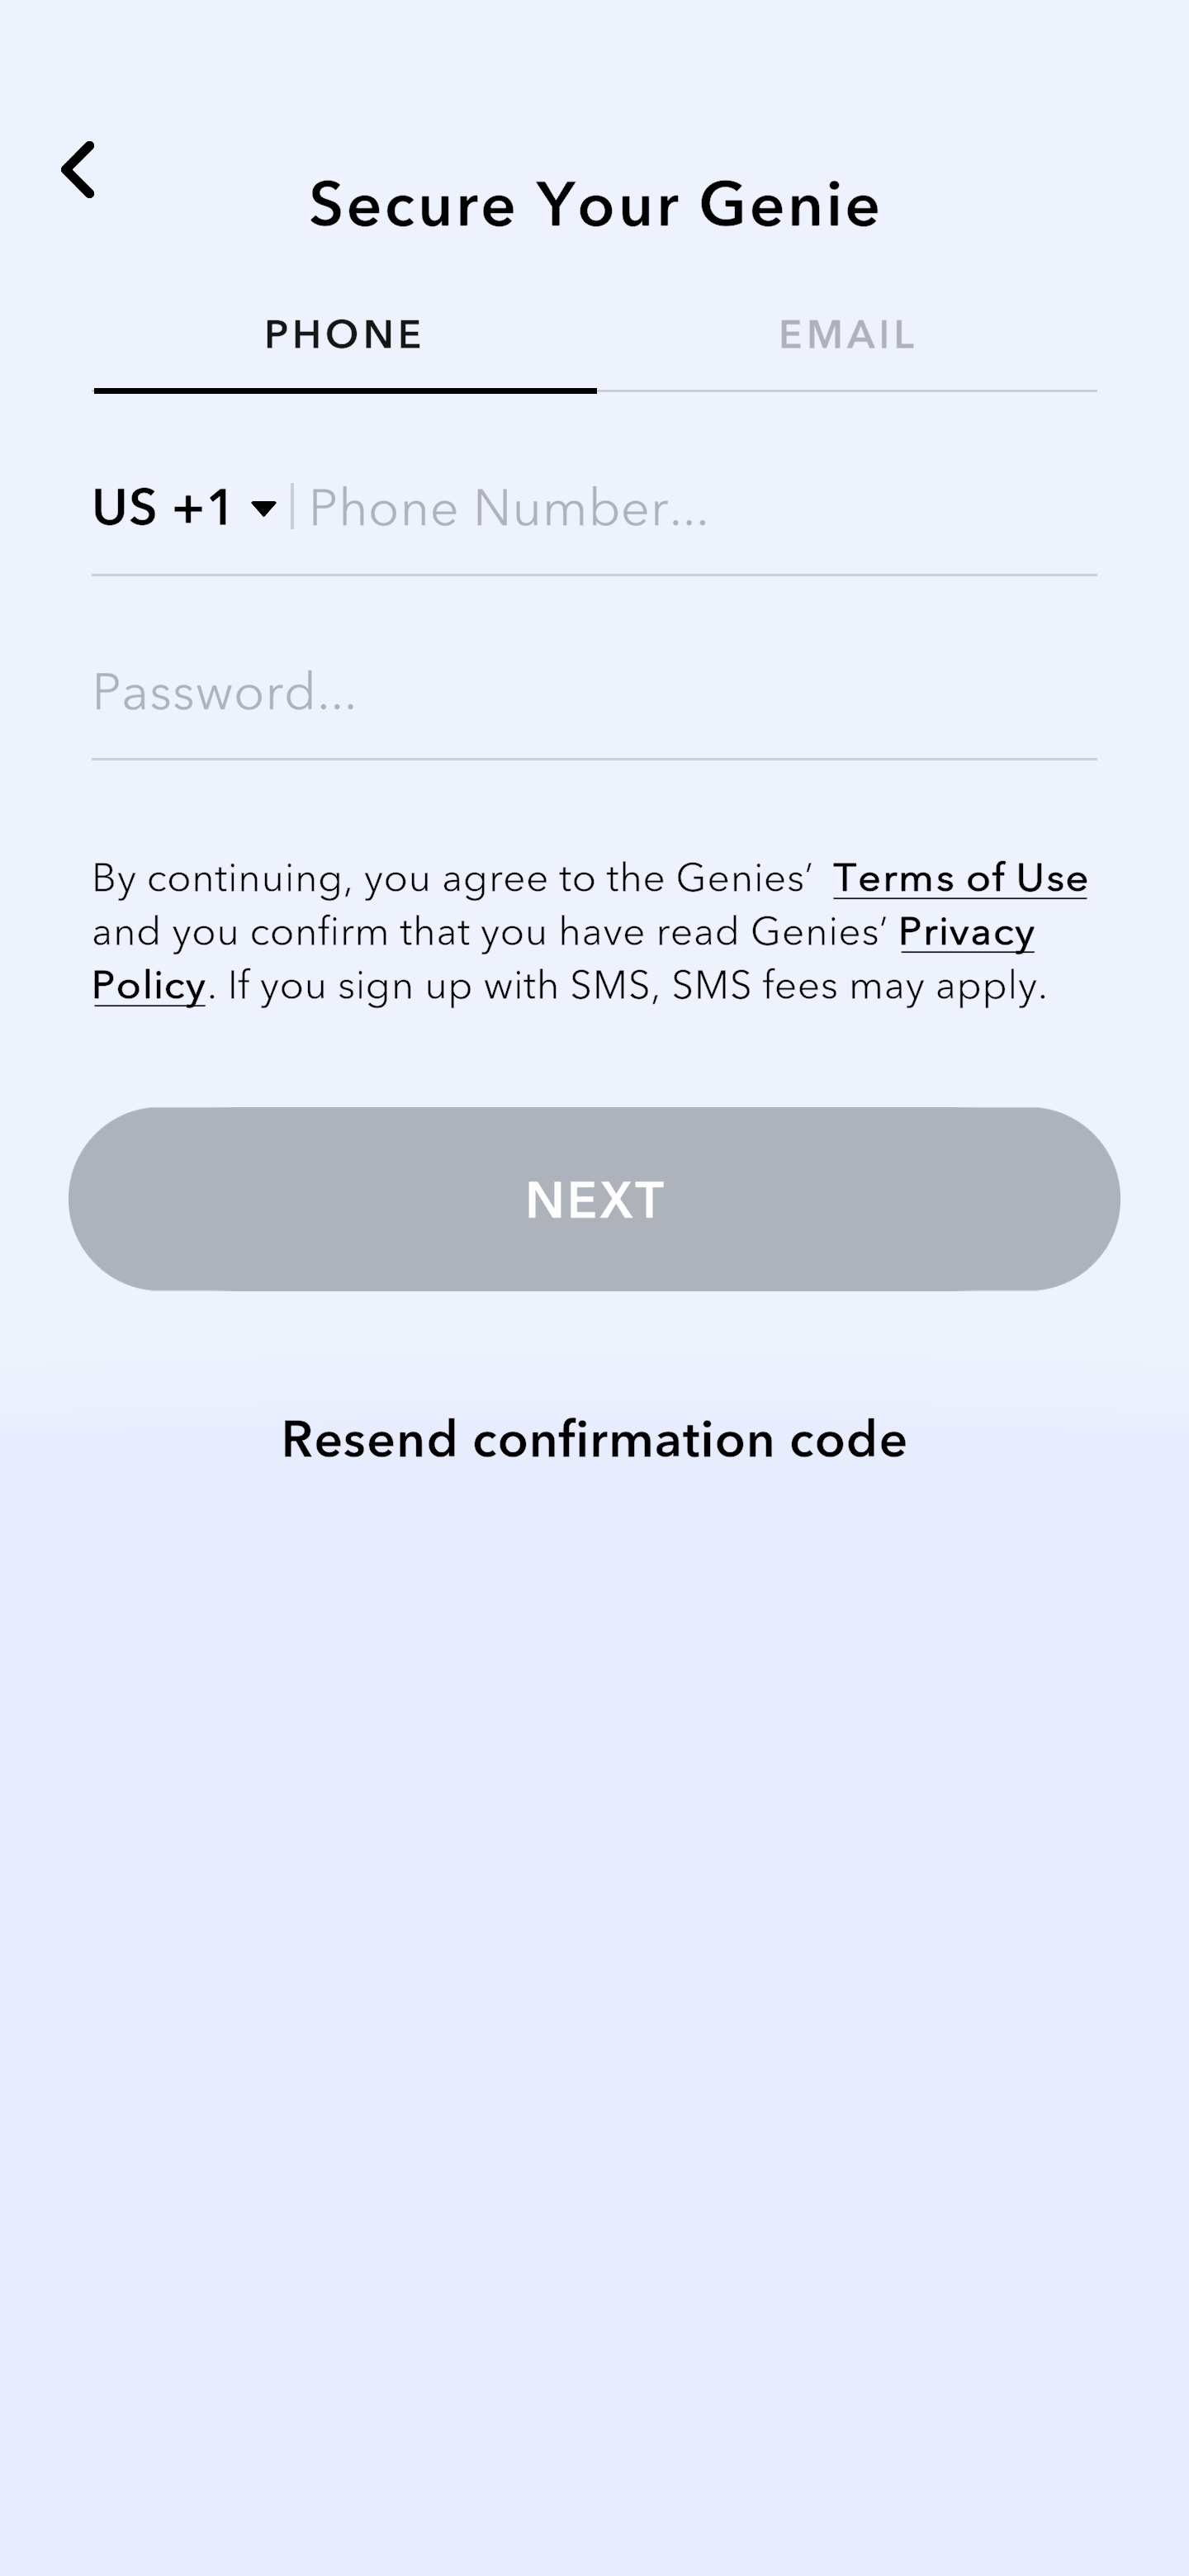 Secure Your Genie
PHONE
EMAIL
US +1
Phone Number...
Password...
By continuing, you agree to the Genies’ Terms of Use
and you confirm that you have read Genies’ Privacy
Policy. If you sign up with SMS, SMS fees may apply.
NEXT
Resend confirmation code